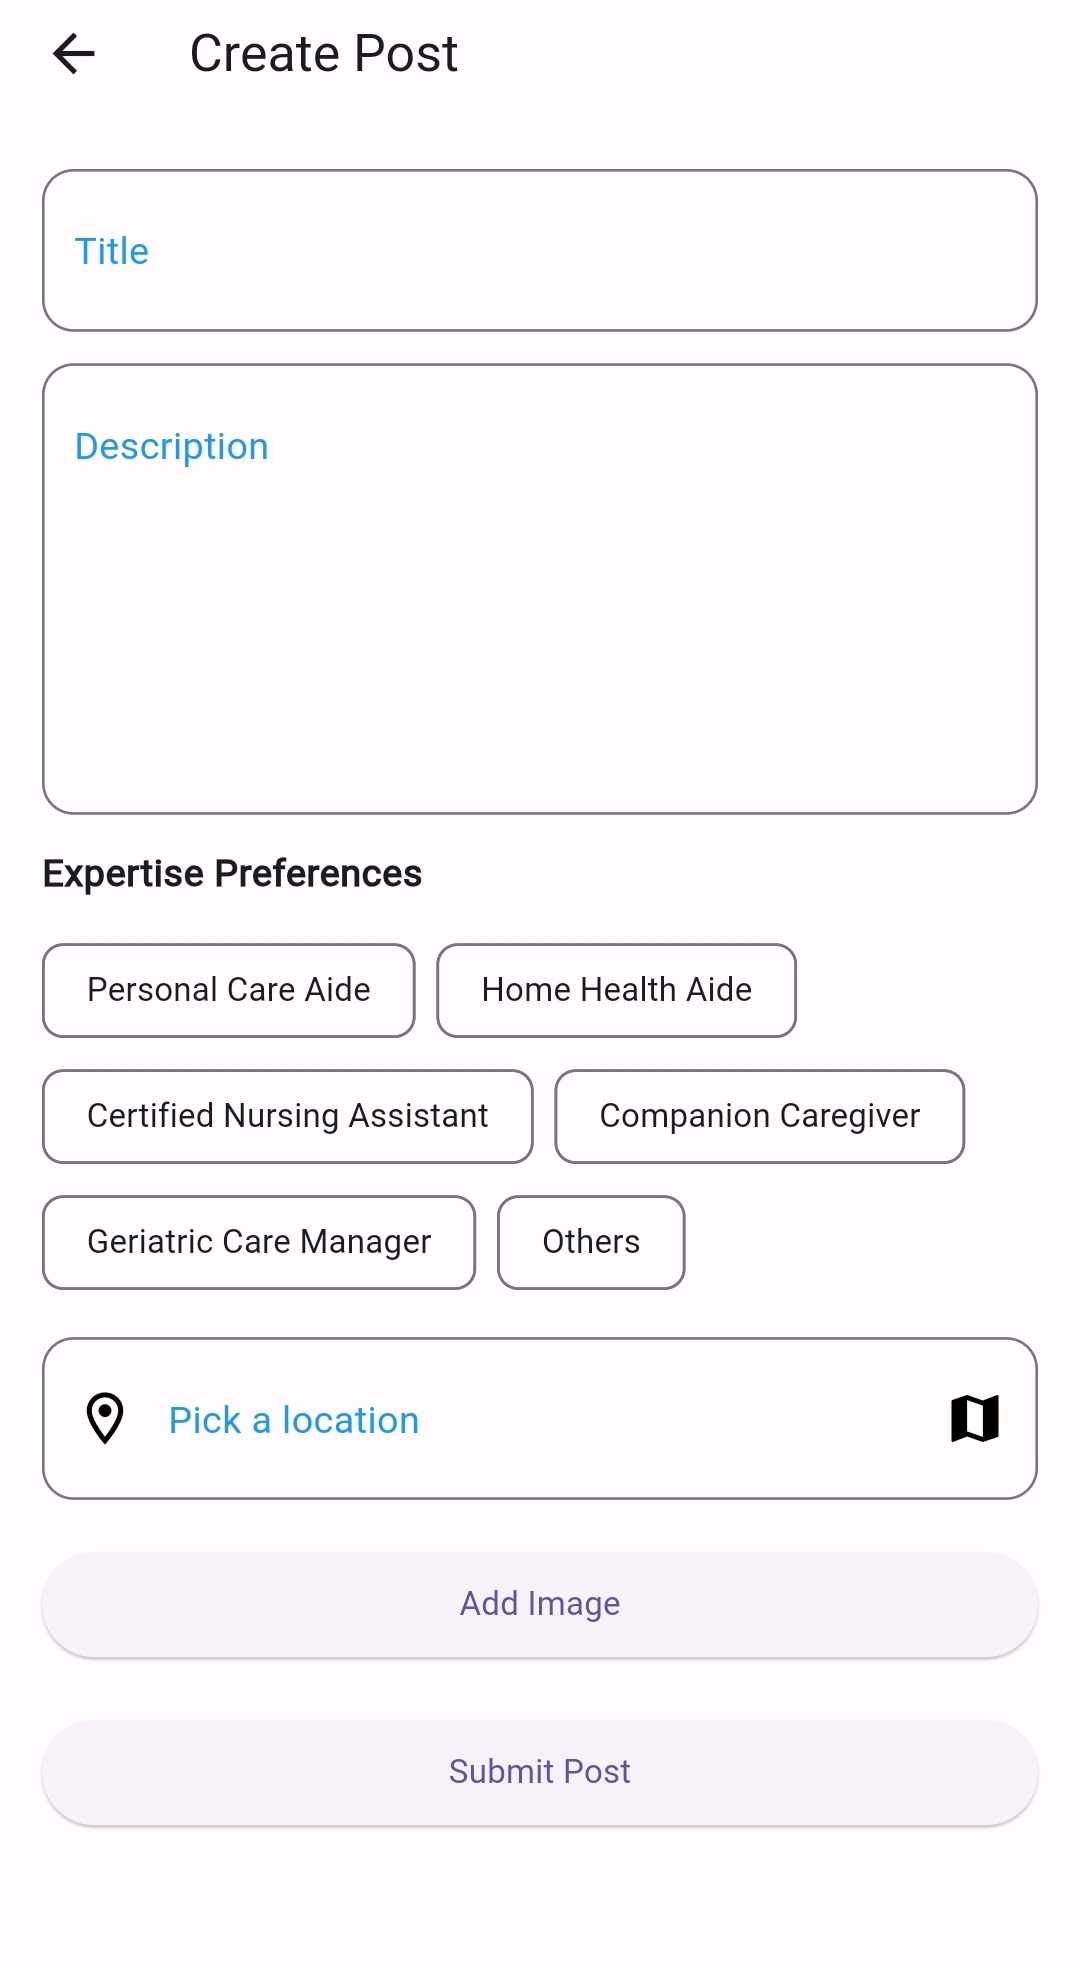 Create Post
Title
Description
Expertise Preferences
Personal Care Aide Home Health Aide
Certified Nursing Assistant Companion Caregiver
Geriatric Care Manager Others
Pick a location
Add Image
Submit Post